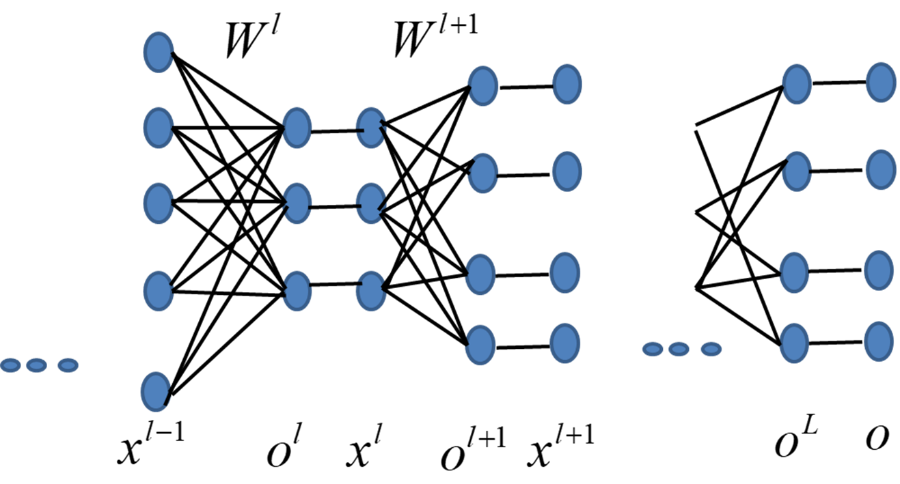 W^l W^{l+1}
x^{l-1} o^l x^l o^{l+1} x^{l+1} o^L o